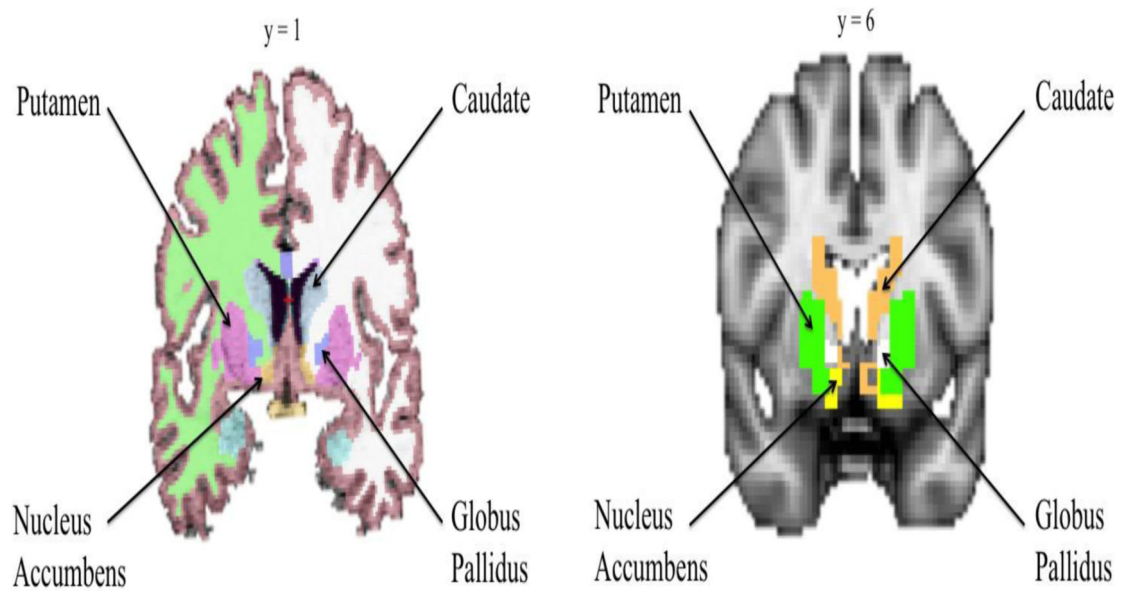 y = 1
Putamen
Caudate
Nucleus
Accumbens
Globus
Pallidus
y = 6
Putamen
Caudate
Nucleus
Accumbens
Globus
Pallidus